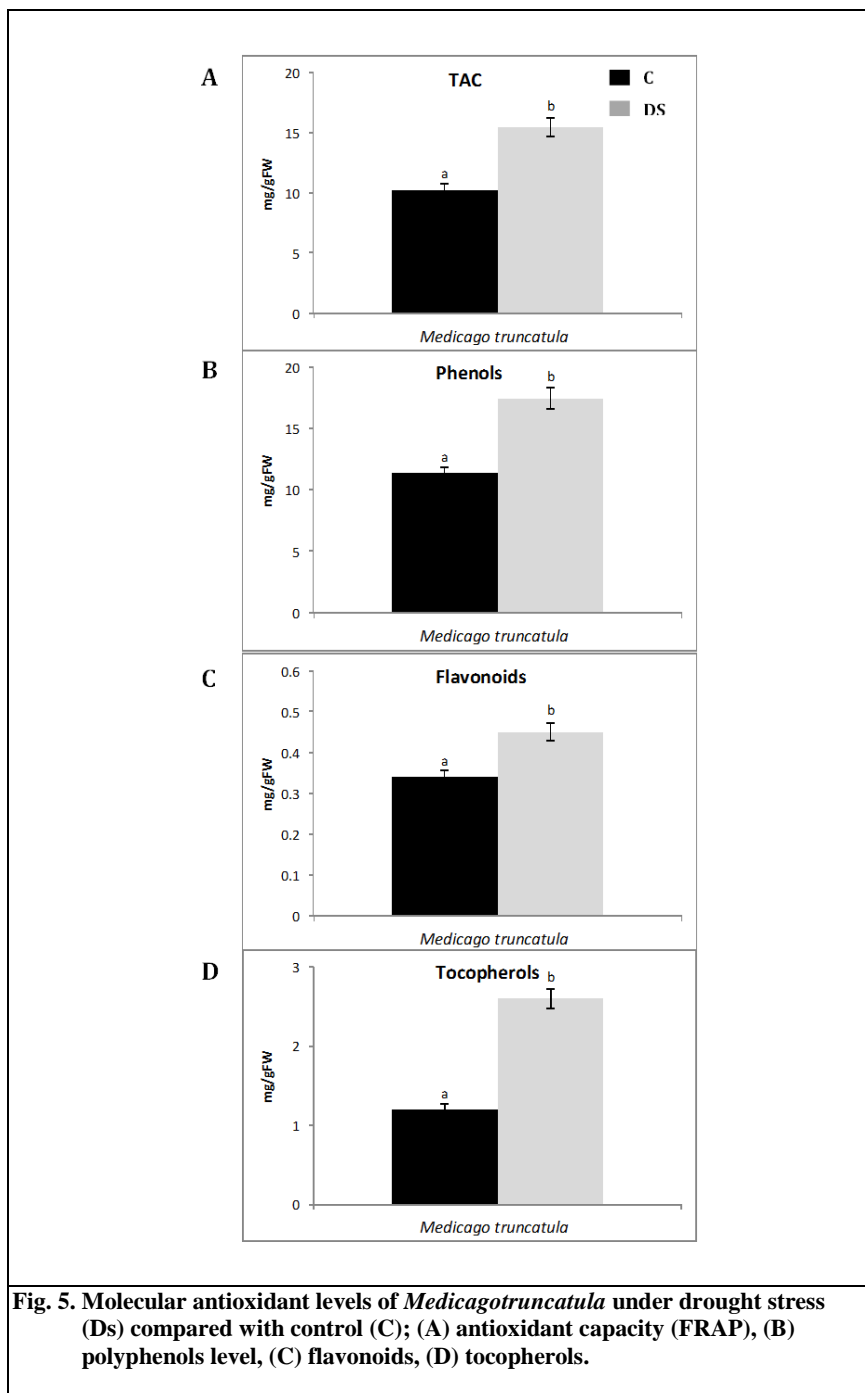 A
TAC
C
DS
20
15
10
5
0
mg/gFW
a
b
Medicago truncatula
B
Phenols
20
15
10
5
0
mg/gFW
a
b
Medicago truncatula
C
Flavonoids
0.6
0.5
0.4
0.3
0.2
0.1
0
mg/gFW
a
b
Medicago truncatula
D
Tocopherols
3
2
1
0
mg/gFW
a
b
Medicago truncatula
Fig. 5. Molecular antioxidant levels of Medicagotruncatula under drought stress
(Ds) compared with control (C); (A) antioxidant capacity (FRAP), (B)
polyphenols level, (C) flavonoids, (D) tocopherols.